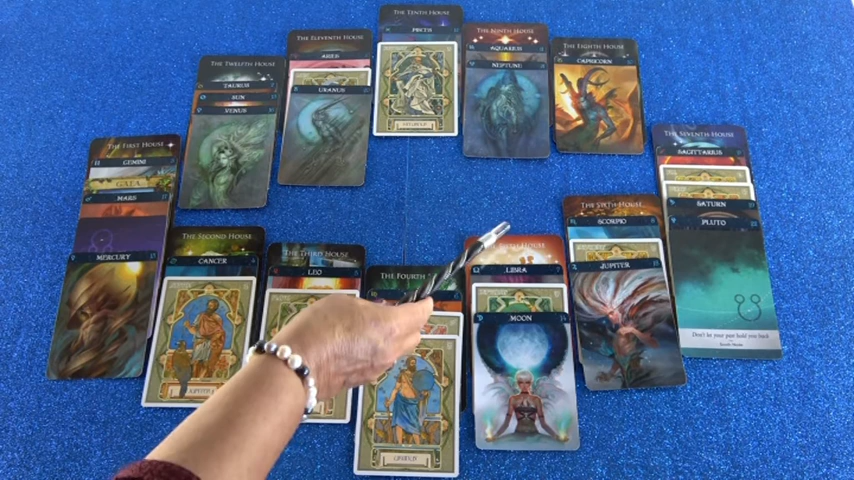 THE TENTH HOUSE
PISCES
THE ELEVENTH HOUSE
ARIES
URANUS
THE NINTH HOUSE
AQUARIUS
NEPTUNE
THE EIGHTH HOUSE
CAPRICORN
THE TWELFTH HOUSE
TAURUS
SUN
VENUS
THE FIRST HOUSE
GEMINI
GAEA
MARS
MERCURY
THE SEVENTH HOUSE
SAGITTARIUS
SATURN
PLUTO
Don't let your past hold you back
South Node
THE SECOND HOUSE
CANCER
THE THIRD HOUSE
LEO
THE FOURTH
HOUSE
LIBRA
MOON
THE SIXTH HOUSE
SCORPIO
JUPITER